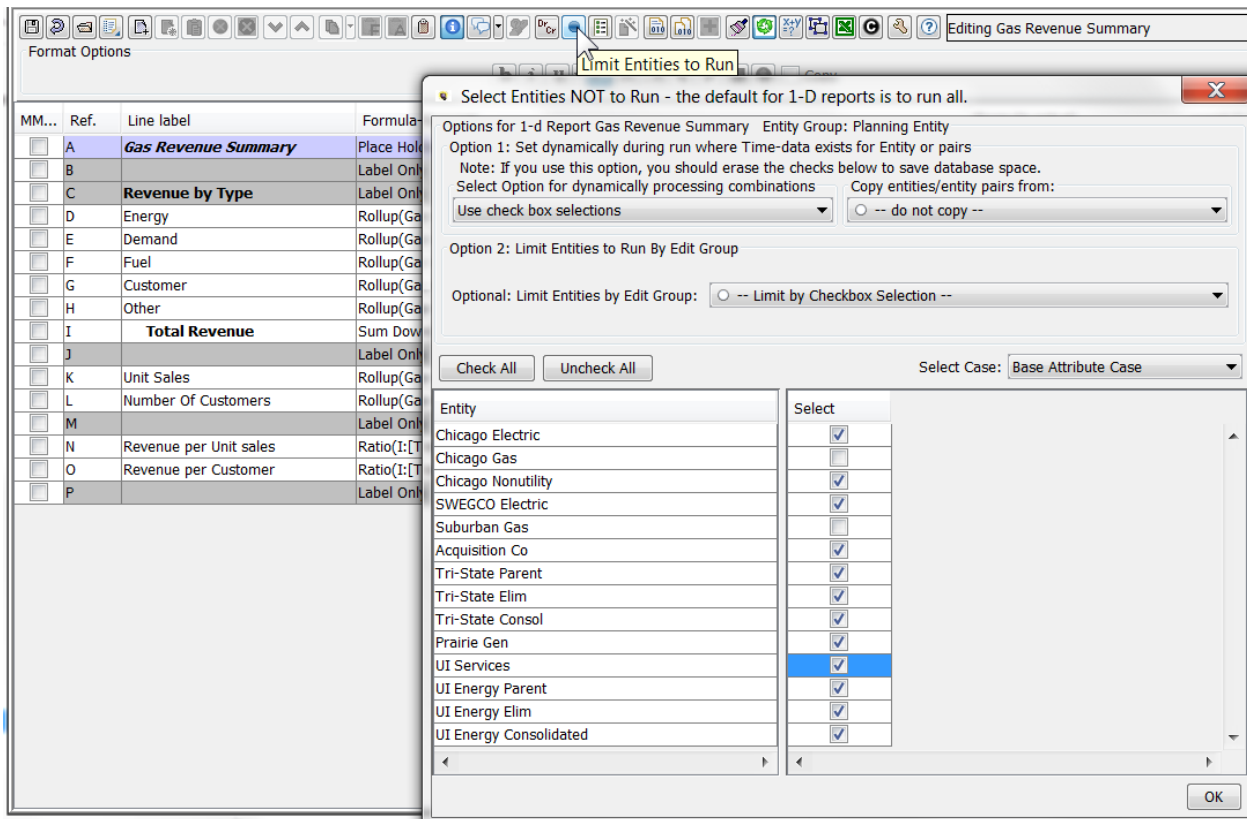 Editing Gas Revenue Summary
Format Options
Limit Entities to Run
Copy
MM... Ref. Line label Formula-
A Gas Revenue Summary Place Hold
B Label Only
C Revenue by Type Label Only
D Energy Rollup(Ga
E Demand Rollup(Ga
F Fuel Rollup(Ga
G Customer Rollup(Ga
H Other Rollup(Ga
I Total Revenue Sum Dow
J Label Only
K Unit Sales Rollup(Ga
L Number Of Customers Rollup(Ga
M Label Only
N Revenue per Unit sales Ratio(I:[T
O Revenue per Customer Ratio(I:[T
P Label Only
Select Entities NOT to Run - the default for 1-D reports is to run all.
X
Options for 1-d Report Gas Revenue Summary Entity Group: Planning Entity
Option 1: Set dynamically during run where Time-data exists for Entity or pairs
Note: If you use this option, you should erase the checks below to save database space.
Select Option for dynamically processing combinations Copy entities/entity pairs from:
Use check box selections -- do not copy --
Option 2: Limit Entities to Run By Edit Group
Optional: Limit Entities by Edit Group: -- Limit by Checkbox Selection --
Check All Uncheck All Select Case: Base Attribute Case
Entity Select
Chicago Electric
Chicago Gas
Chicago Nonutility
SWEGCO Electric
Suburban Gas
Acquisition Co
Tri-State Parent
Tri-State Elim
Tri-State Consol
Prairie Gen
UI Services
UI Energy Parent
UI Energy Elim
UI Energy Consolidated
OK